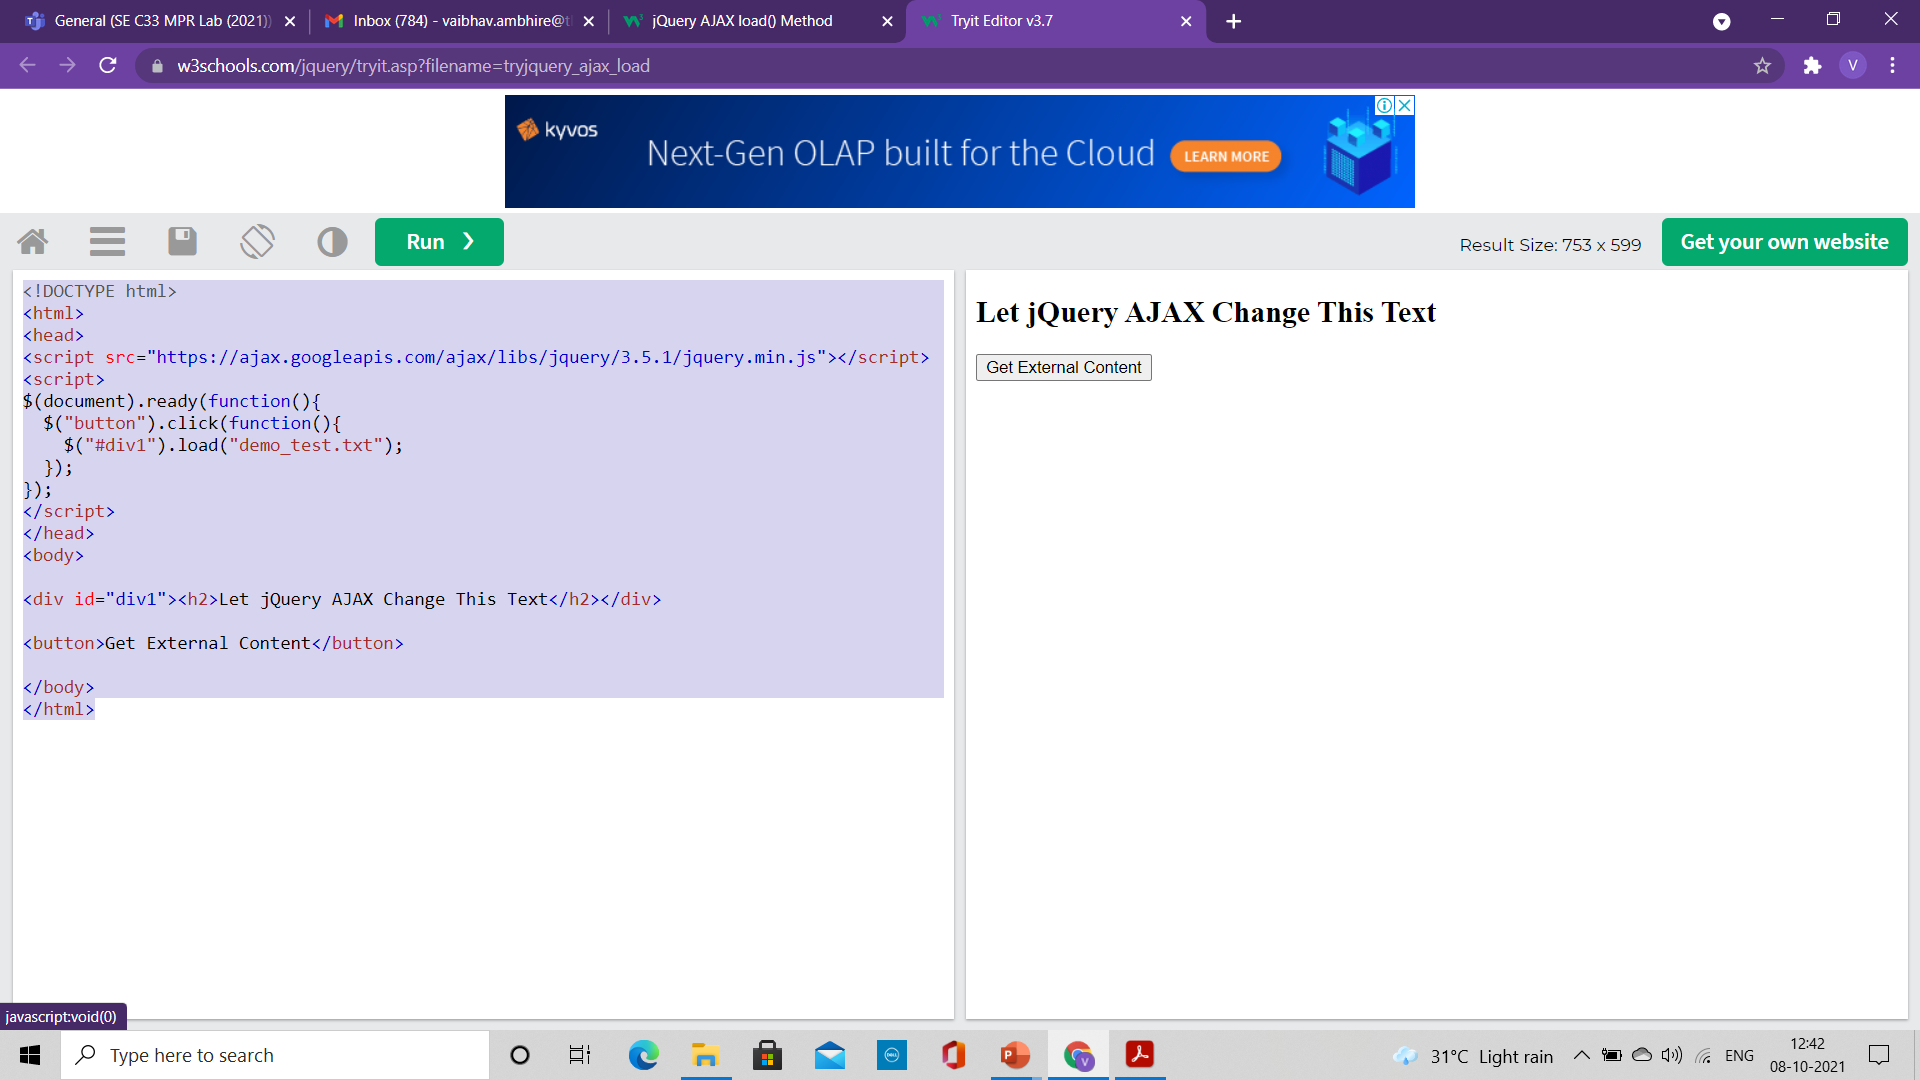 General (SE C33 MPR Lab (2021))
Inbox (784) - vaibhav.ambhire@t
jQuery AJAX load() Method
Tryit Editor v3.7
w3schools.com/jquery/tryit.asp?filename=tryjquery_ajax_load
V
kyvos
Next-Gen OLAP built for the Cloud
LEARN MORE
Run ❯
Result Size: 753 x 599
Get your own website
<!DOCTYPE html>
<html>
<head>
<script src="https://ajax.googleapis.com/ajax/libs/jquery/3.5.1/jquery.min.js"></script>
<script>
$(document).ready(function(){
  $("button").click(function(){
    $("#div1").load("demo_test.txt");
  });
});
</script>
</head>
<body>
<div id="div1"><h2>Let jQuery AJAX Change This Text</h2></div>
<button>Get External Content</button>
</body>
</html>
Let jQuery AJAX Change This Text
Get External Content
javascript:void(0)
Type here to search
DELL
P
V
31°C Light rain
ENG
12:42
08-10-2021